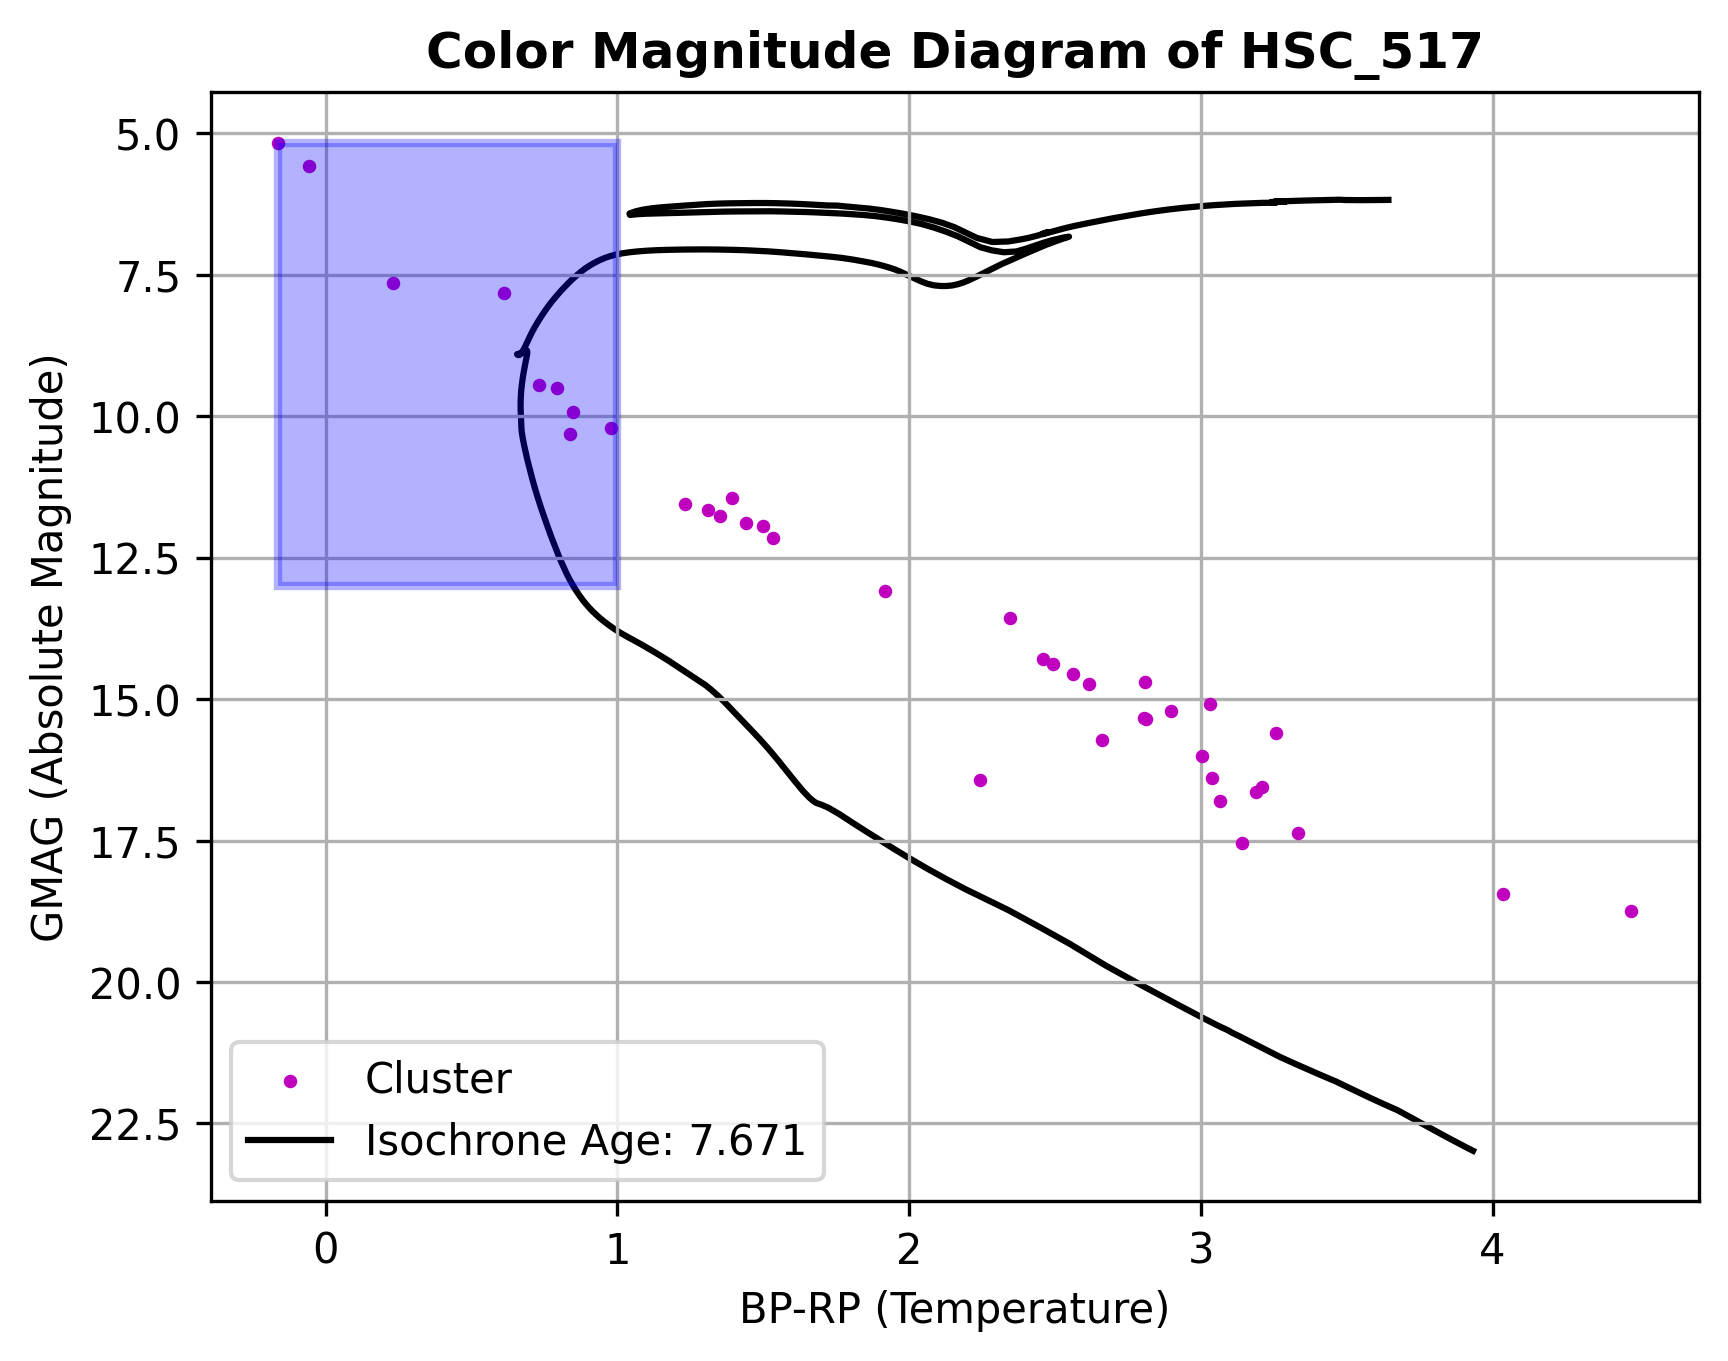 Color Magnitude Diagram of HSC_517
GMAG (Absolute Magnitude)
5.0
7.5
10.0
12.5
15.0
17.5
20.0
22.5
Cluster
Isochrone Age: 7.671
0 1 2 3 4
BP-RP (Temperature)